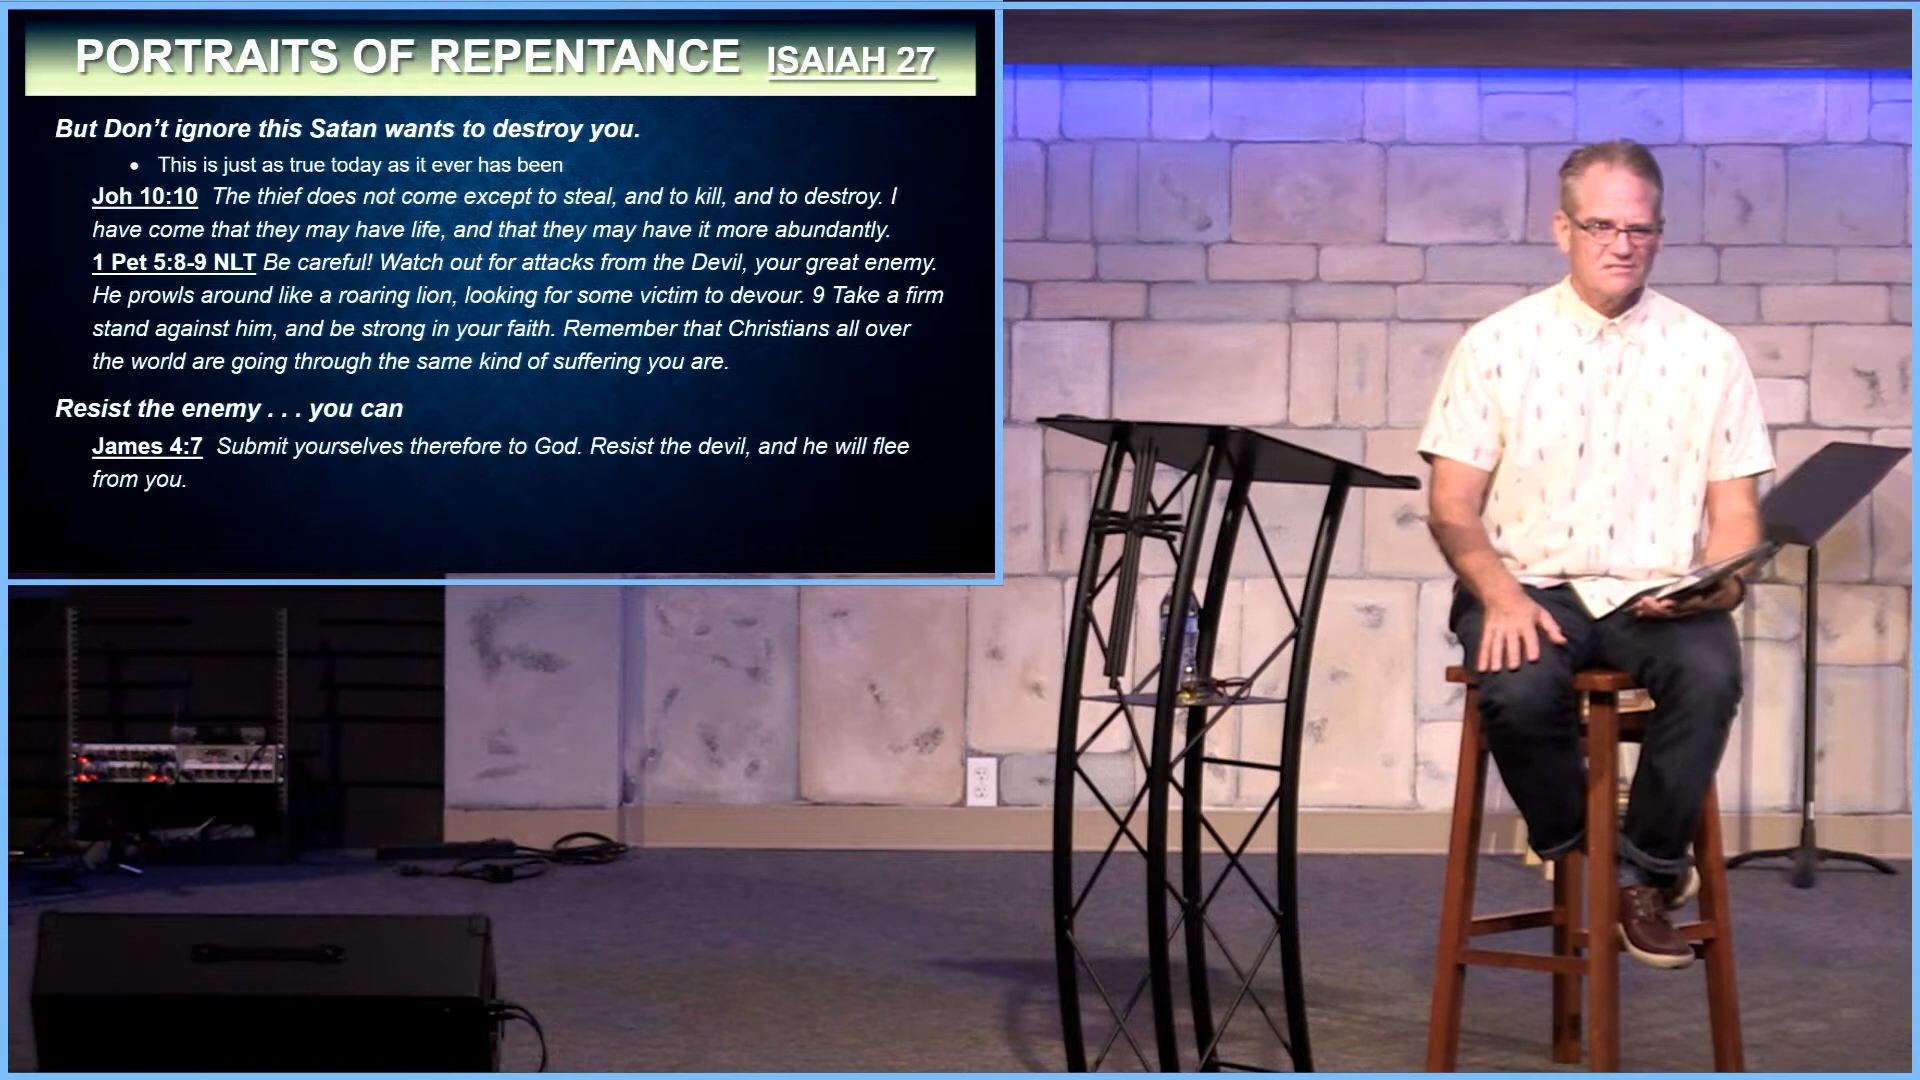 PORTRAITS OF REPENTANCE ISAIAH 27
But Don’t ignore this Satan wants to destroy you.
• This is just as true today as it ever has been
Joh 10:10 The thief does not come except to steal, and to kill, and to destroy. I
have come that they may have life, and that they may have it more abundantly.
1 Pet 5:8-9 NLT Be careful! Watch out for attacks from the Devil, your great enemy.
He prowls around like a roaring lion, looking for some victim to devour. 9 Take a firm
stand against him, and be strong in your faith. Remember that Christians all over
the world are going through the same kind of suffering you are.
Resist the enemy . . . you can
James 4:7 Submit yourselves therefore to God. Resist the devil, and he will flee
from you.